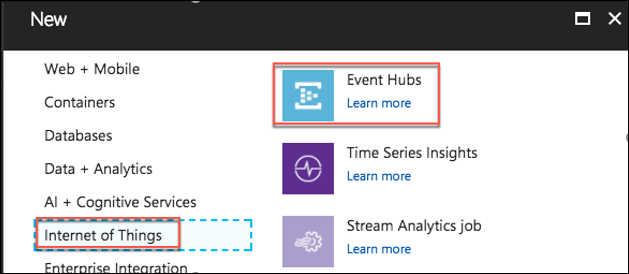 New
Web + Mobile
Containers
Databases
Data + Analytics
AI + Cognitive Services
Internet of Things
Enterprise Integration
Event Hubs
Learn more
Time Series Insights
Learn more
Stream Analytics job
Learn more